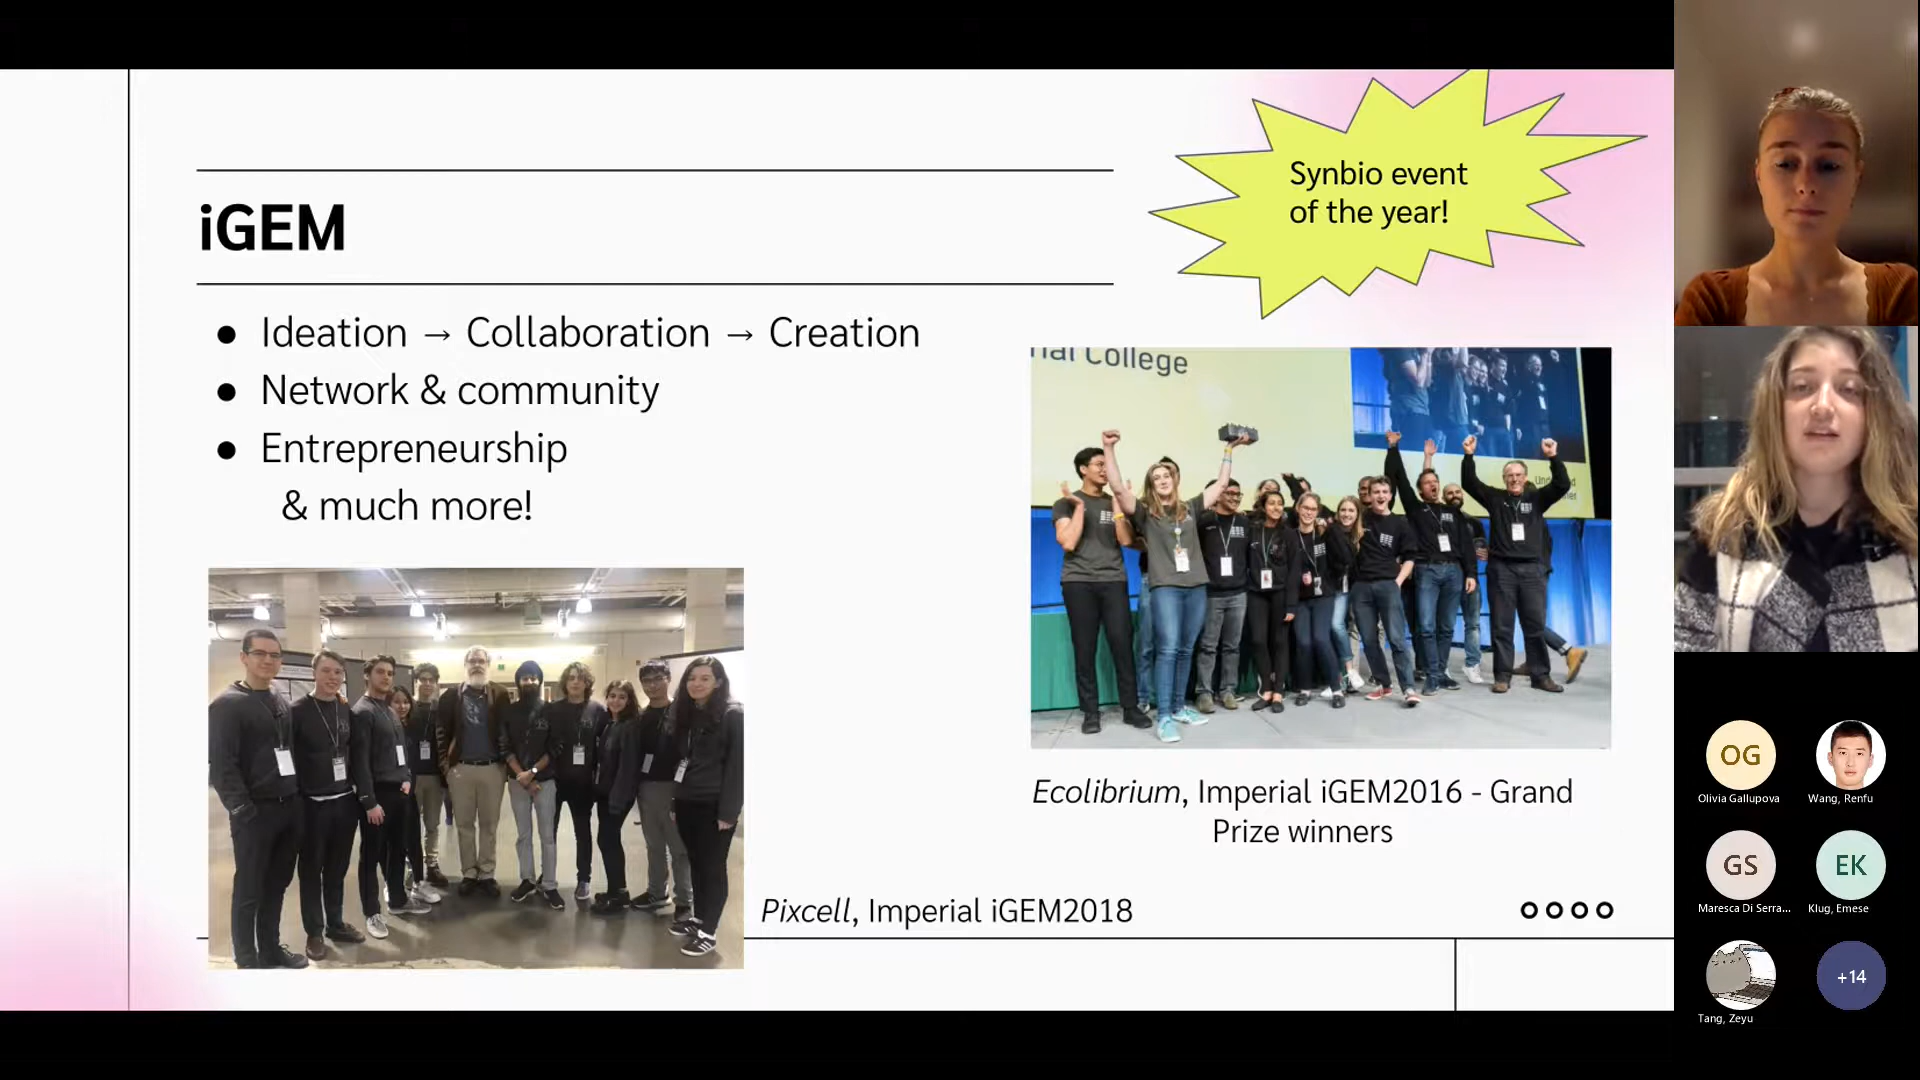 Synbio event
of the year!
iGEM
● Ideation → Collaboration → Creation
● Network & community
● Entrepreneurship
& much more!
College
Ecolibrium, Imperial iGEM2016 - Grand
Prize winners
Pixcell, Imperial iGEM2018
OG
Olivia Gallupova
Wang, Renfu
GS
Maresca Di Serra...
EK
Klug, Emese
Tang, Zeyu
+14